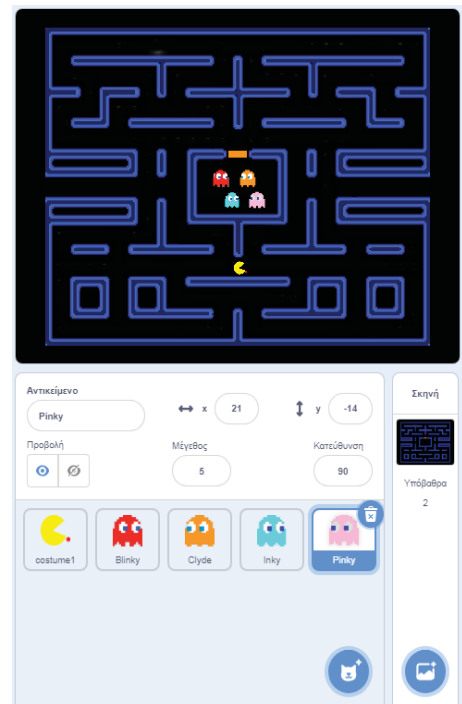 Αντικείμενο
Pinky
x 21
y -14
Σκηνή
Προβολή
Μέγεθος
5
Κατεύθυνση
90
Υπόβαθρα
2
costume1
Blinky
Clyde
Inky
Pinky